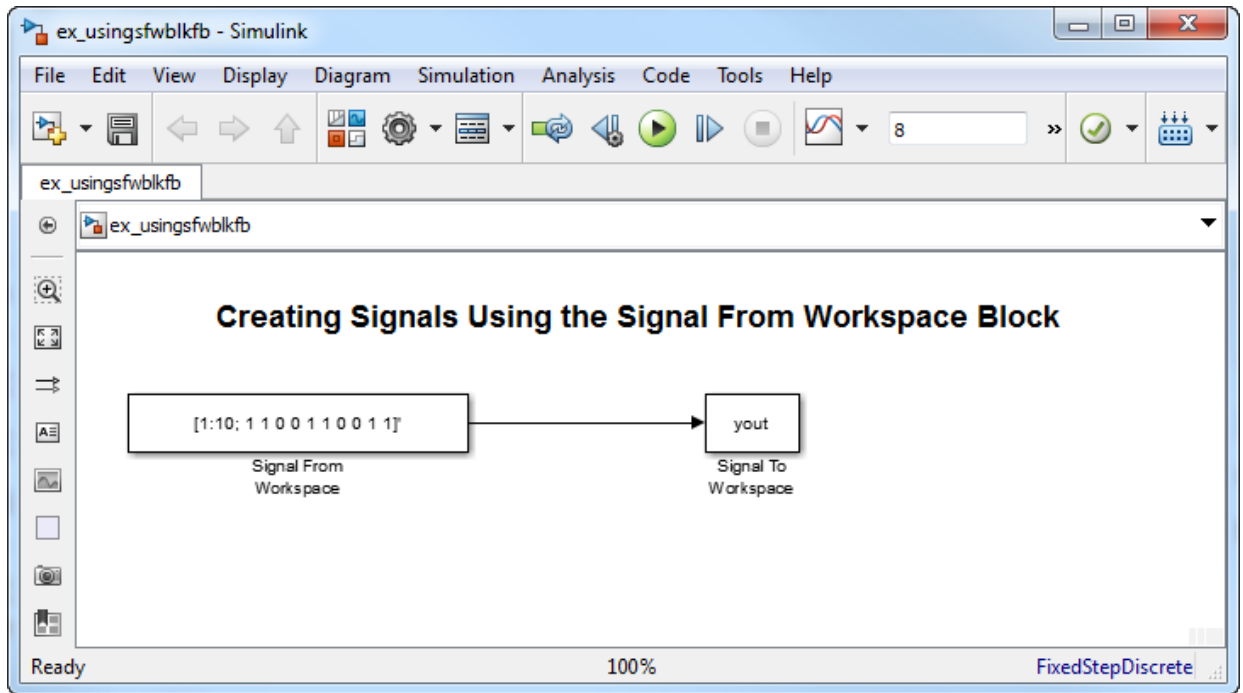 ex_usingsfwblkfb - Simulink
File Edit View Display Diagram Simulation Analysis Code Tools Help
8 »
ex_usingsfwblkfb
ex_usingsfwblkfb
Creating Signals Using the Signal From Workspace Block
[1:10; 1 1 0 0 1 1 0 0 1 1]' yout
Signal From Signal To
Workspace Workspace
A
Ready 100% FixedStepDiscrete